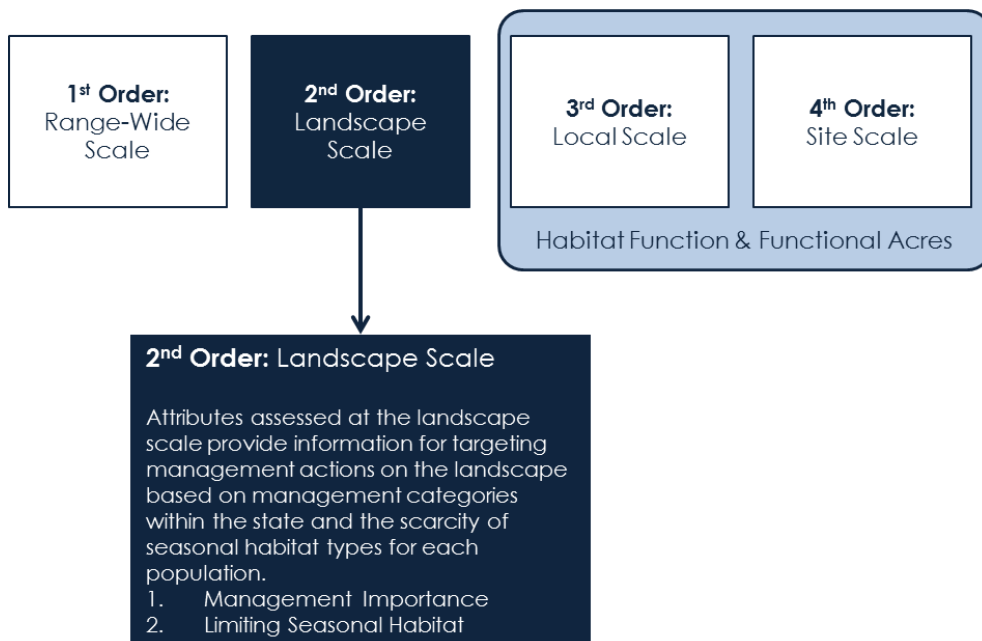 1st Order:
Range-Wide
Scale
2nd Order:
Landscape
Scale
3rd Order:
Local Scale
4th Order:
Site Scale
Habitat Function & Functional Acres
2nd Order: Landscape Scale
Attributes assessed at the landscape
scale provide information for targeting
management actions on the landscape
based on management categories
within the state and the scarcity of
seasonal habitat types for each
population.
1. Management Importance
2. Limiting Seasonal Habitat